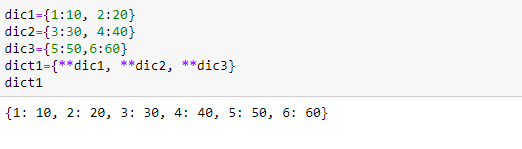 dic1={1:10, 2:20}
dic2={3:30, 4:40}
dic3={5:50,6:60}
dict1={**dic1, **dic2, **dic3}
dict1
{1: 10, 2: 20, 3: 30, 4: 40, 5: 50, 6: 60}